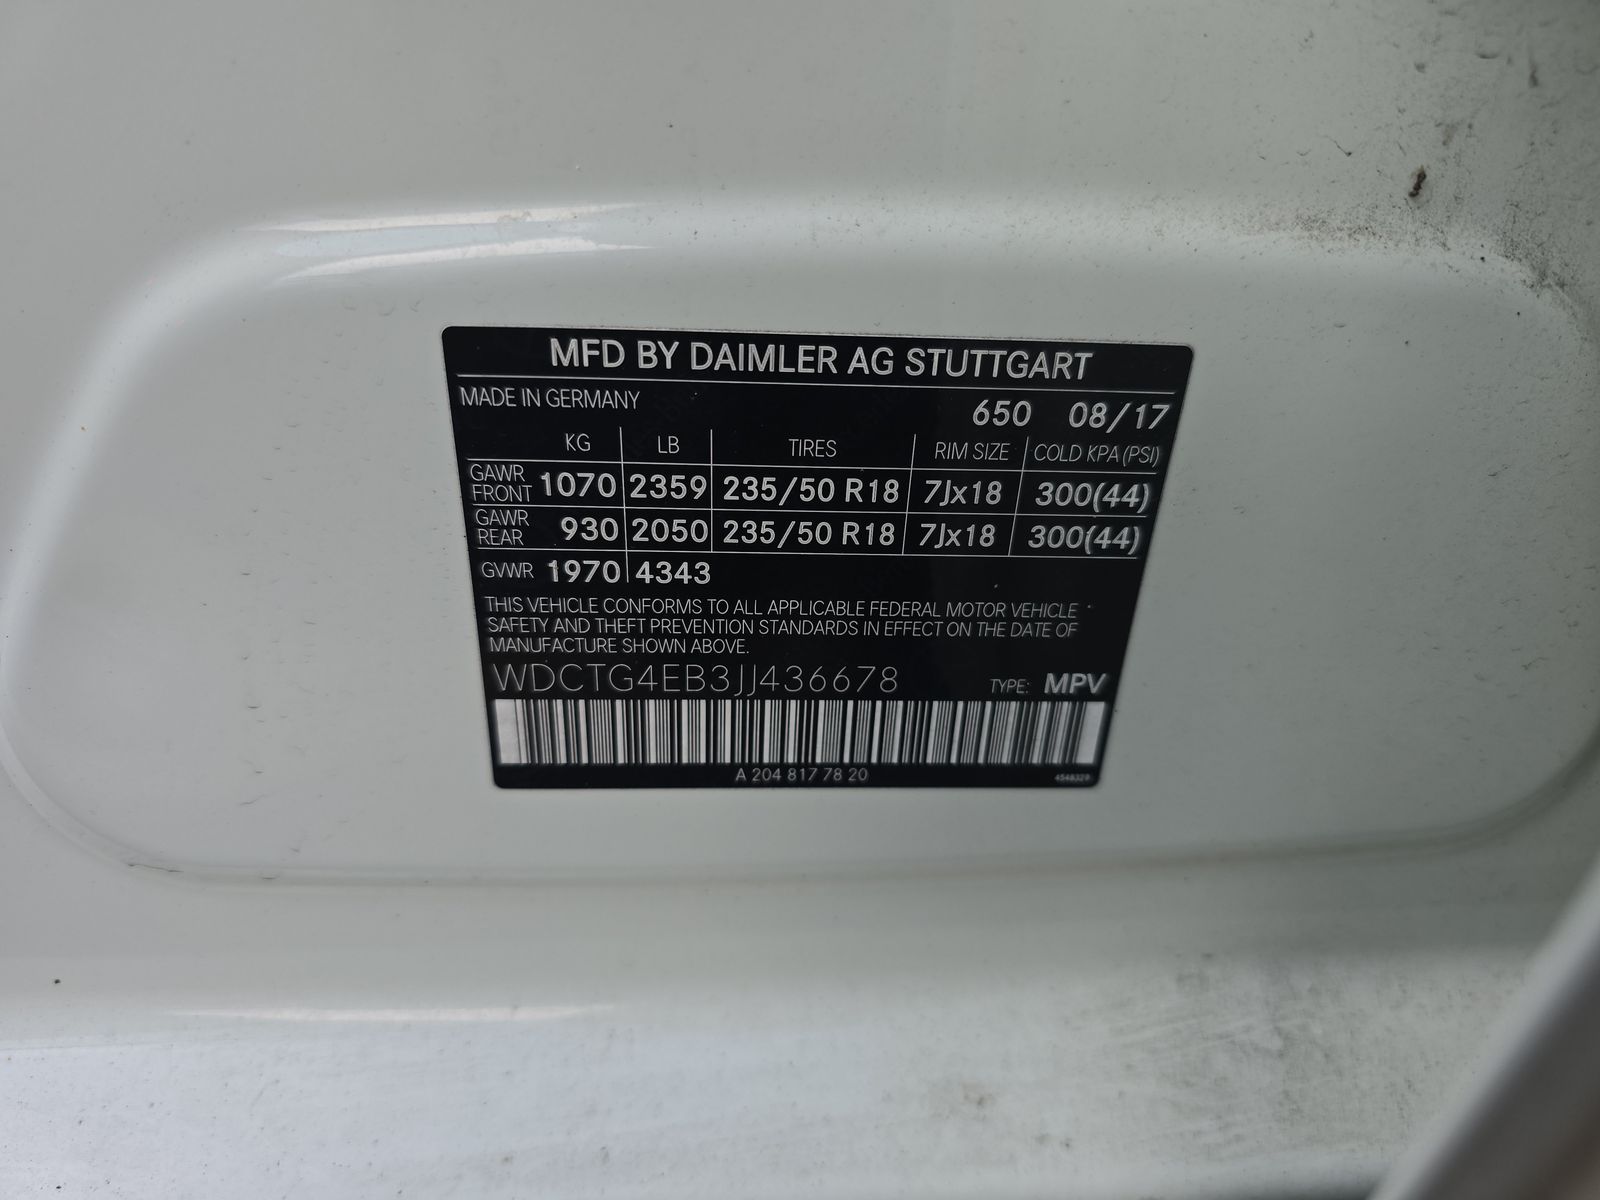 MFD BY DAIMLER AG STUTTGART
MADE IN GERMANY 650 08/17
KG LB TIRES RIM SIZE COLD KPA (PSI)
GAWR FRONT 1070 2359 235/50 R18 7Jx18 300(44)
GAWR REAR 930 2050 235/50 R18 7Jx18 300(44)
GVWR 1970 4343
THIS VEHICLE CONFORMS TO ALL APPLICABLE FEDERAL MOTOR VEHICLE
SAFETY AND THEFT PREVENTION STANDARDS IN EFFECT ON THE DATE OF
MANUFACTURE SHOWN ABOVE.
WDCTG4EB3JJ436678 TYPE: MPV
A 204 817 78 20 4548329